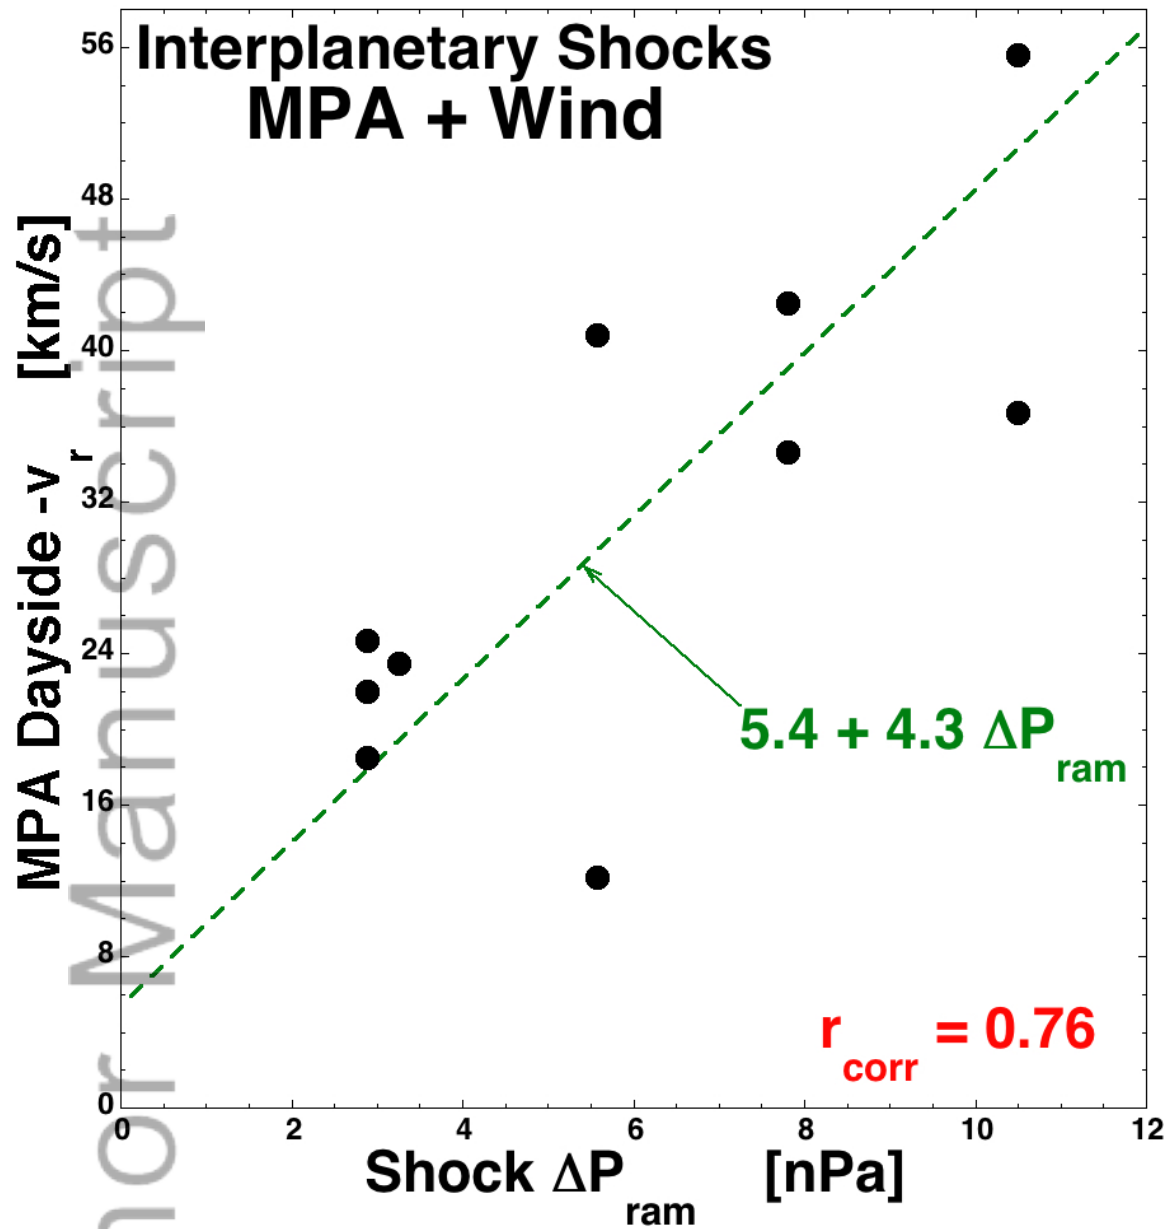 Interplanetary Shocks
MPA + Wind
56
48
40
32
24
16
8
0
MPA Dayside -v r [km/s]
5.4 + 4.3 ΔP ram
r corr = 0.76
0 2 4 6 8 10 12
Shock ΔP ram [nPa]
Manuscript